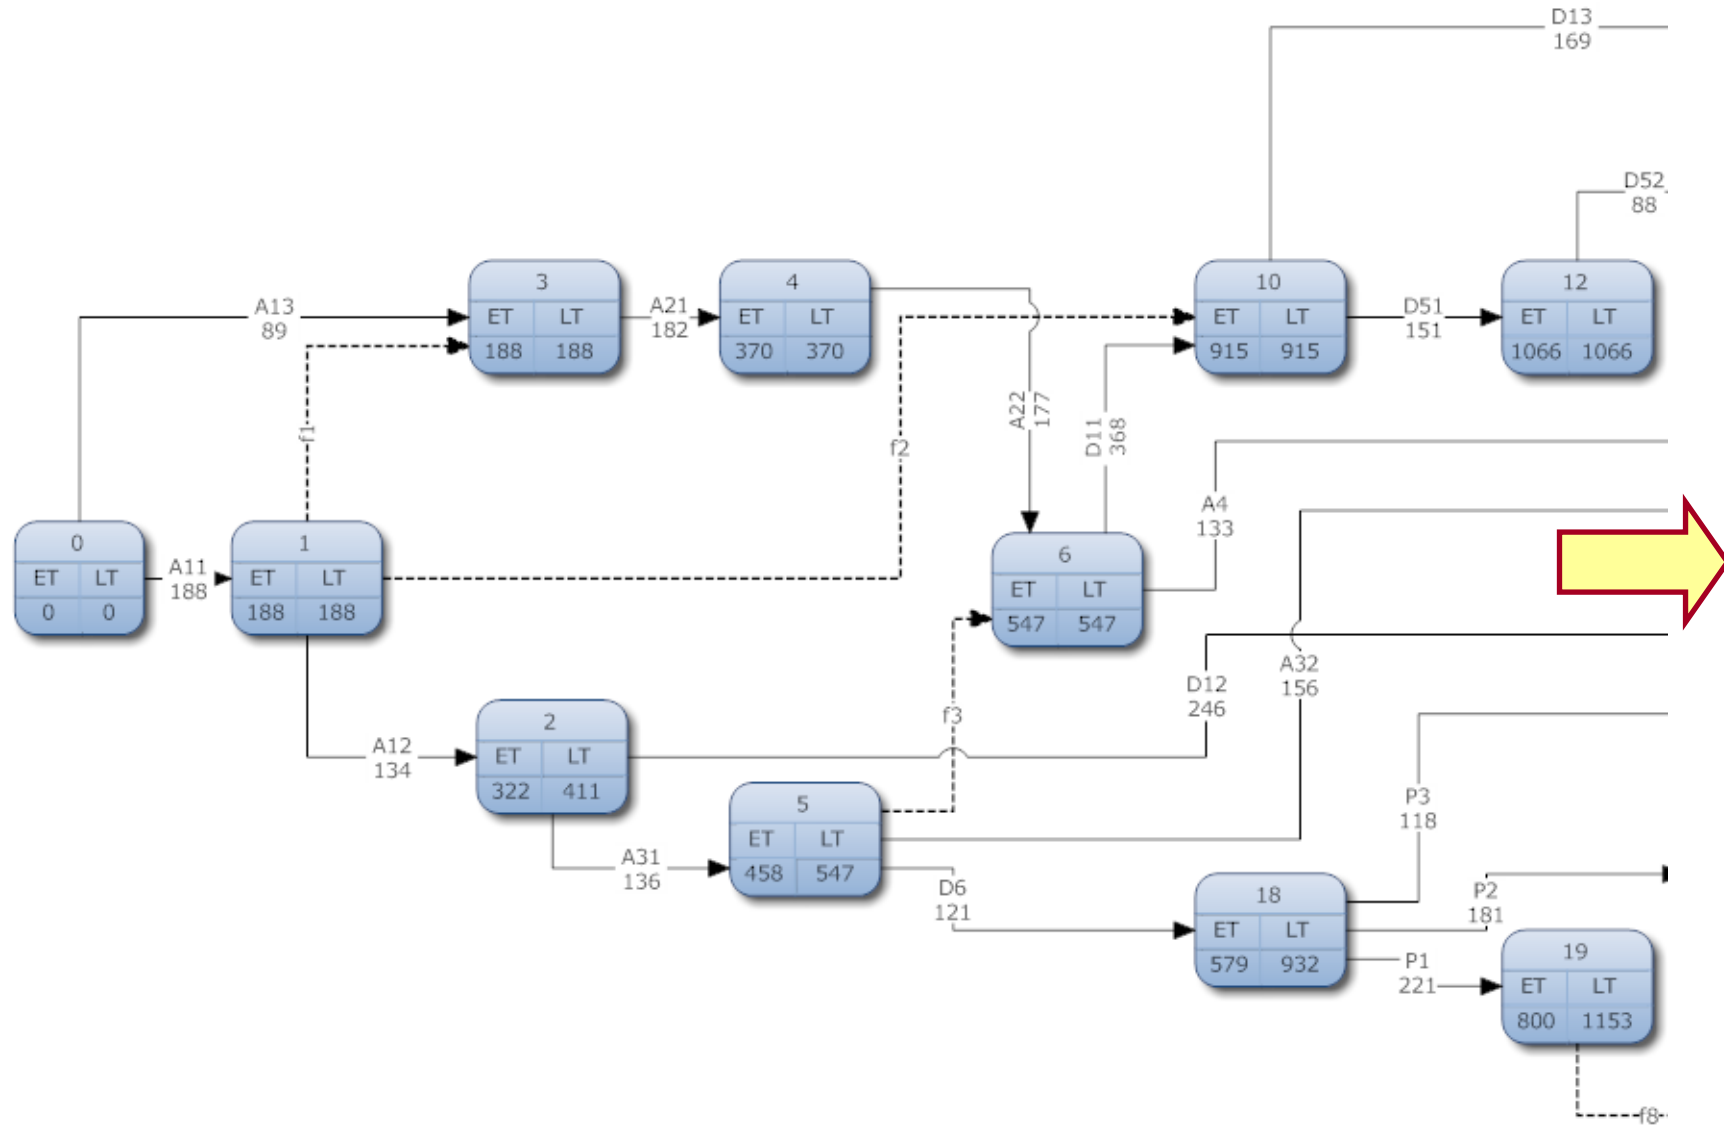 D13
169
D52
88
3
ET LT
188 188
A21
182
4
ET LT
370 370
10
ET LT
915 915
D51
151
12
ET LT
1066 1066
A13
89
A22
177
D11
368
f1
f2
A4
133
0
ET LT
0 0
A11
188
1
ET LT
188 188
6
ET LT
547 547
A32
156
D12
246
f3
2
ET LT
322 411
A12
134
5
ET LT
458 547
P3
118
A31
136
D6
121
18
ET LT
579 932
P2
181
P1
221
19
ET LT
800 1153
f8